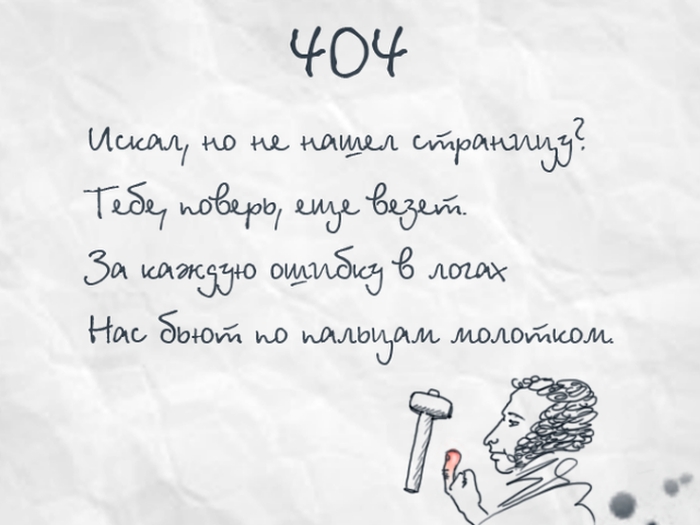 404
Искал, но не нашел страницу?
Тебе, поверь, еще везет.
За каждую ошибку в логах
Нас бьют по пальцам молотком.